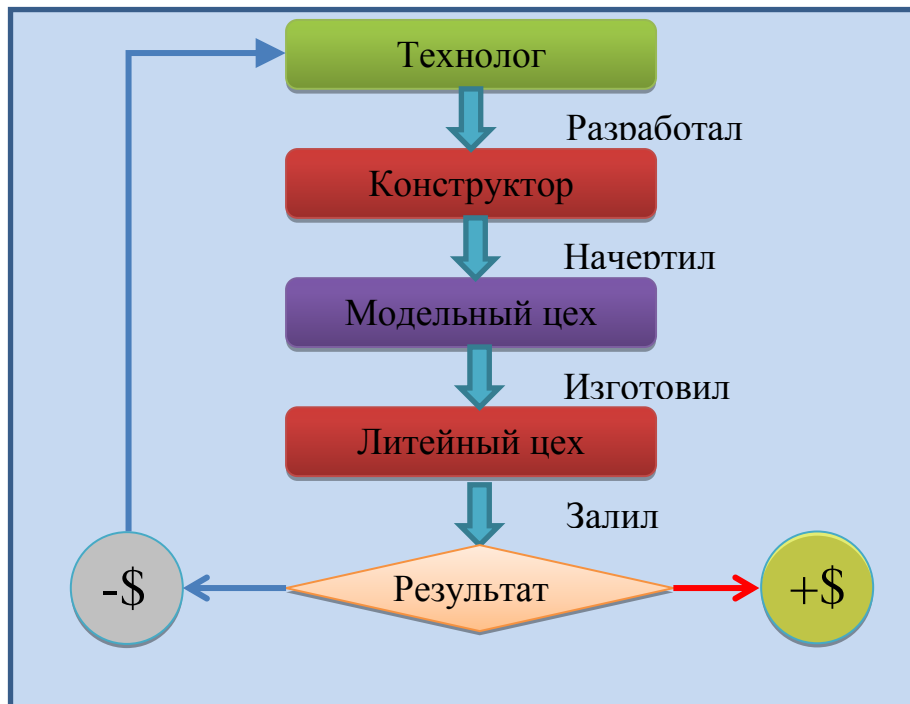 Технолог
Разработал
Конструктор
Начертил
Модельный цех
Изготовил
Литейный цех
Залил
Результат
-$
+$